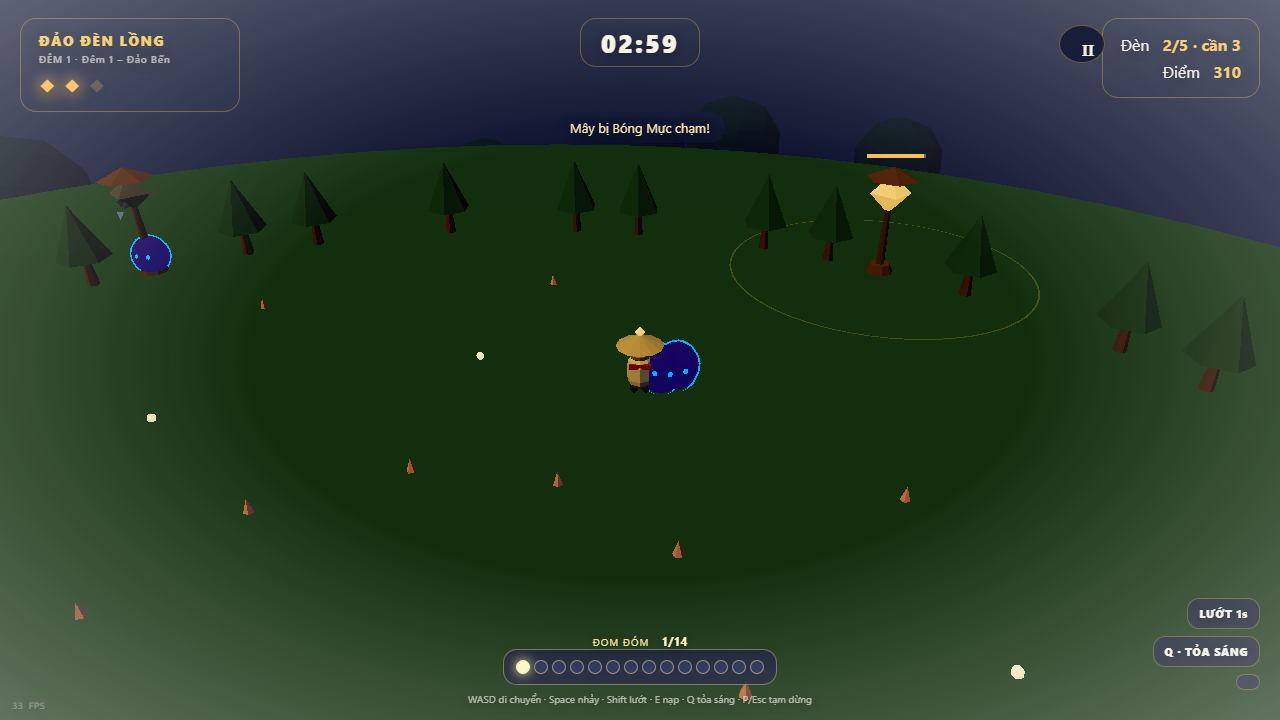 ĐẢO ĐÈN LỒNG
ĐÊM 1 · Đêm 1 — Đảo Bến
02:59
II
Đèn 2/5 · cần 3
Điểm 310
Mây bị Bóng Mực chạm!
LƯỚT 1s
Q · TỎA SÁNG
ĐOM ĐÓM 1/14
WASD di chuyển · Space nhảy · Shift lướt · E nạp · Q tỏa sáng · P/Esc tạm dừng
33 FPS